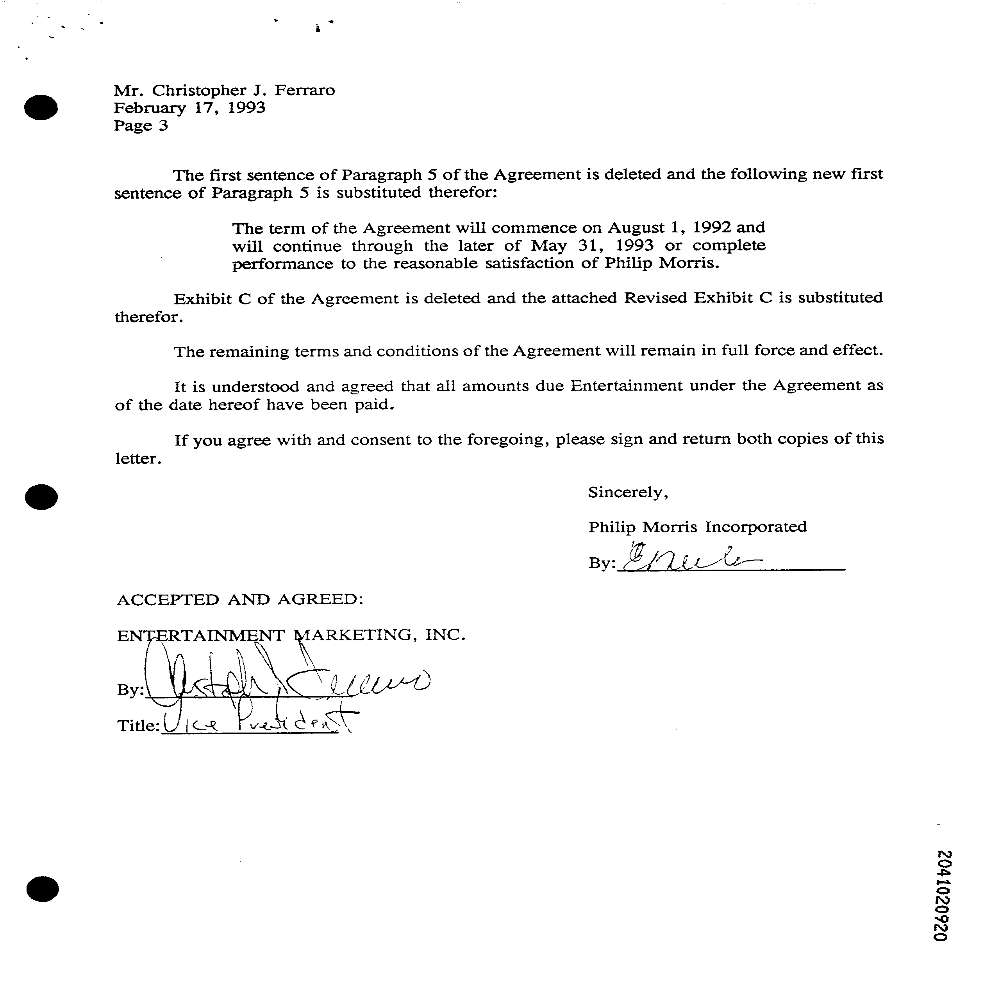 Mr. Christopher J. Ferraro
February 17, 1993
Page 3
The first sentence of Paragraph 5 of the Agreement is deleted and the following new first
sentence of Paragraph 5 is substituted therefor:
The term of the Agreement will commence on August 1, 1992 and
will continue through the later of May 31, 1993 or complete
performance to the reasonable satisfaction of Philip Morris.
Exhibit C of the Agreement is deleted and the attached Revised Exhibit C is substituted
therefor.
The remaining terms and conditions of the Agreement will remain in full force and effect.
It is understood and agreed that all amounts due Entertainment under the Agreement as
of the date hereof have been paid.
If you agree with and consent to the foregoing, please sign and return both copies of this
letter.
Sincerely,
Philip Morris Incorporated
By:
ACCEPTED AND AGREED:
ENTERTAINMENT MARKETING, INC.
By: Christopher J. Ferraro
Title: Vice President
2041020920